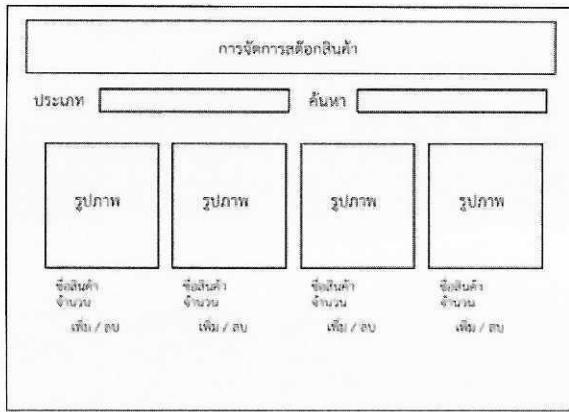 การจัดการสต๊อกสินค้า
ประเภท ค้นหา
รูปภาพ รูปภาพ รูปภาพ รูปภาพ
ชื่อสินค้า ชื่อสินค้า ชื่อสินค้า ชื่อสินค้า
จำนวน จำนวน จำนวน จำนวน
เพิ่ม / ลบ เพิ่ม / ลบ เพิ่ม / ลบ เพิ่ม / ลบ